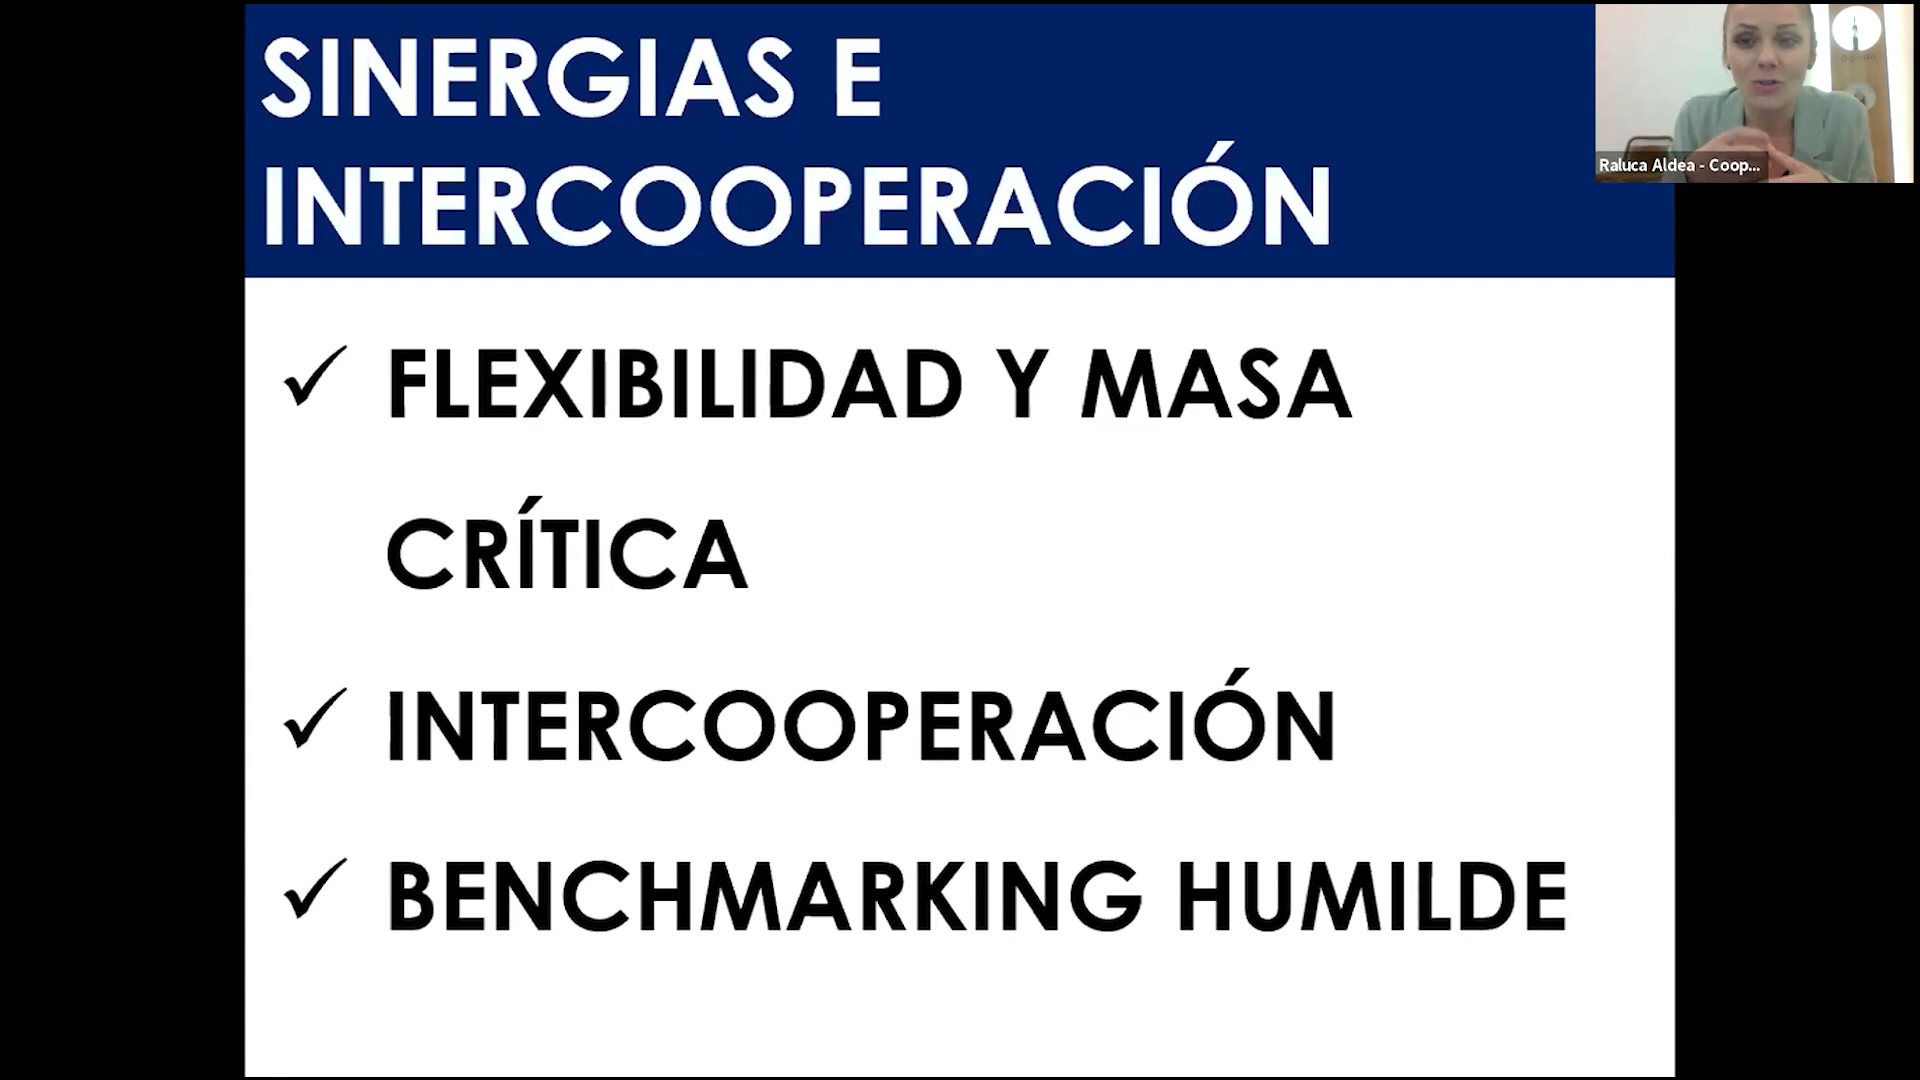 SINERGIAS E
INTERCOOPERACIÓN
Raluca Aldea - Coop...
✓ FLEXIBILIDAD Y MASA
CRÍTICA
✓ INTERCOOPERACIÓN
✓ BENCHMARKING HUMILDE